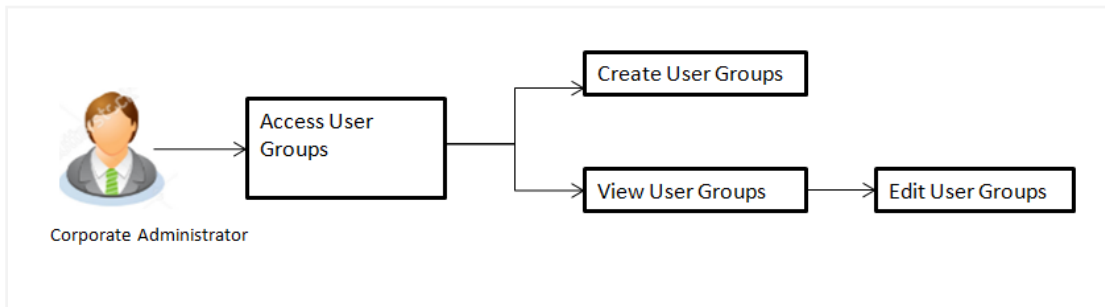 Create User Groups
Access User
Groups
View User Groups
Edit User Groups
Corporate Administrator